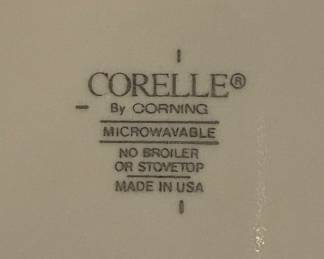 CORELLE®
By CORNING
MICROWAVABLE
NO BROILER
OR STOVETOP
MADE IN USA